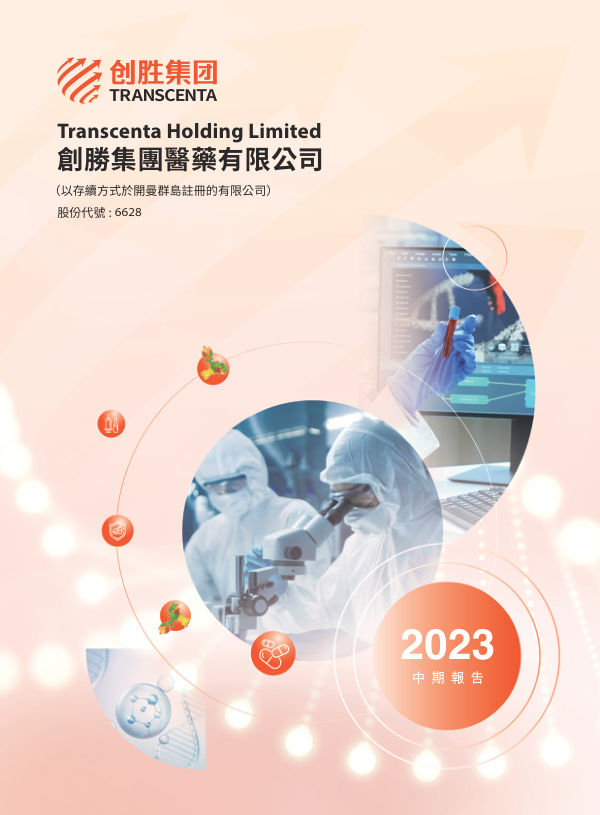 创胜集团
TRANSCENTA
Transcenta Holding Limited
創勝集團醫藥有限公司
（以存續方式於開曼群島註冊的有限公司）
股份代號 : 6628
2023
中期報告